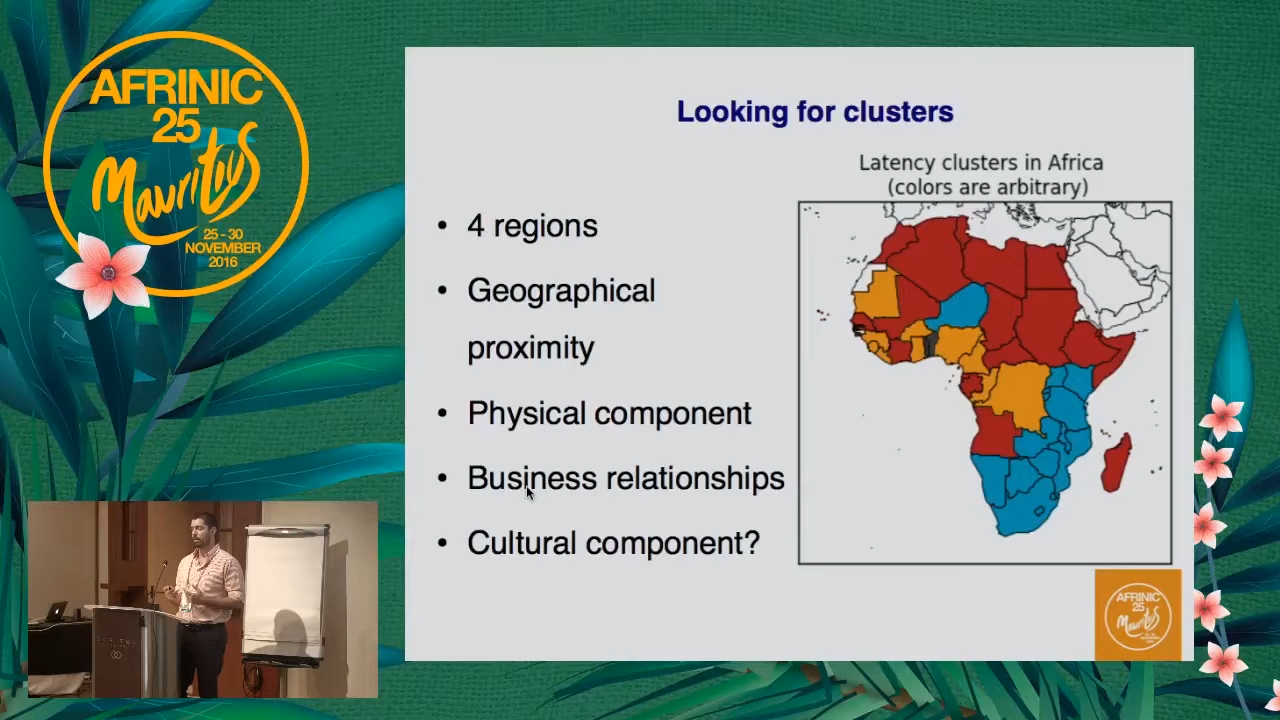 AFRINIC
25
Mauritius
25 - 30
NOVEMBER
2016
Looking for clusters
Latency clusters in Africa
(colors are arbitrary)
• 4 regions
• Geographical
proximity
• Physical component
• Business relationships
• Cultural component?
AFRINIC
25
Mauritius